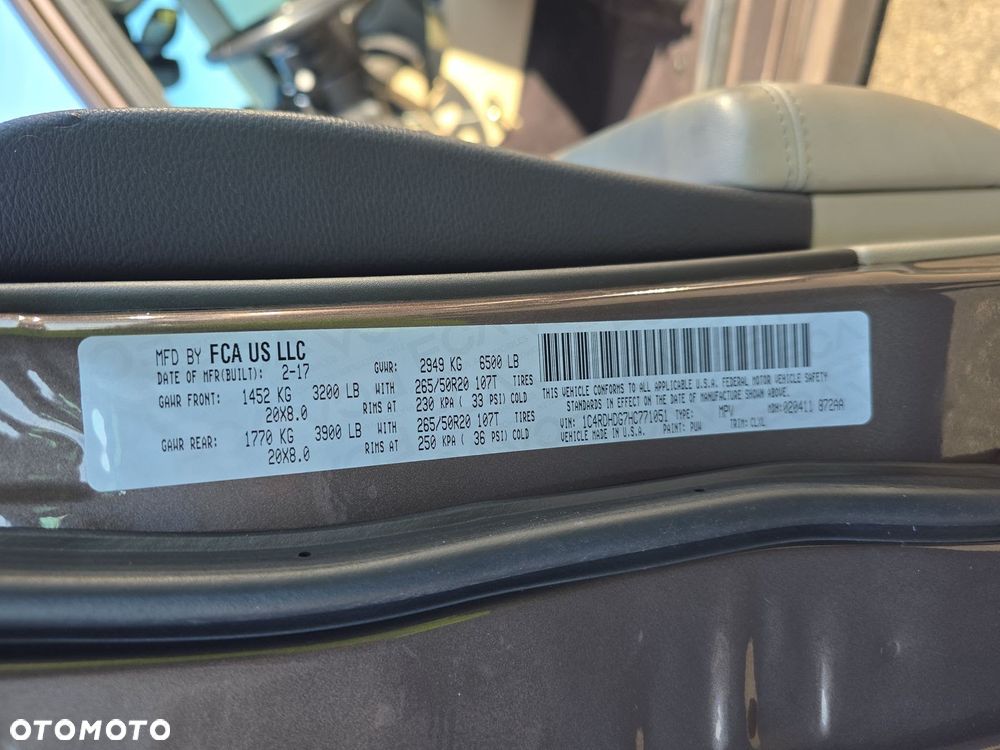 MFD BY FCA US LLC
DATE OF MFR(BUILT): 2-17 GVWR: 2949 KG 6500 LB
GAWR FRONT: 1452 KG 3200 LB WITH 265/50R20 107T TIRES
20X8.0 RIMS AT 230 KPA ( 33 PSI) COLD
GAWR REAR: 1770 KG 3900 LB WITH 265/50R20 107T TIRES
20X8.0 RIMS AT 250 KPA ( 36 PSI) COLD
THIS VEHICLE CONFORMS TO ALL APPLICABLE U.S.A. FEDERAL MOTOR VEHICLE SAFETY
STANDARDS IN EFFECT ON THE DATE OF MANUFACTURE SHOWN ABOVE.
VIN: 1C4RDHDG7HC771051 TYPE: MPV MDH: 020411 872AA
VEHICLE MADE IN U.S.A. PAINT: PUW TRIM: CLXL
OTOMOTO